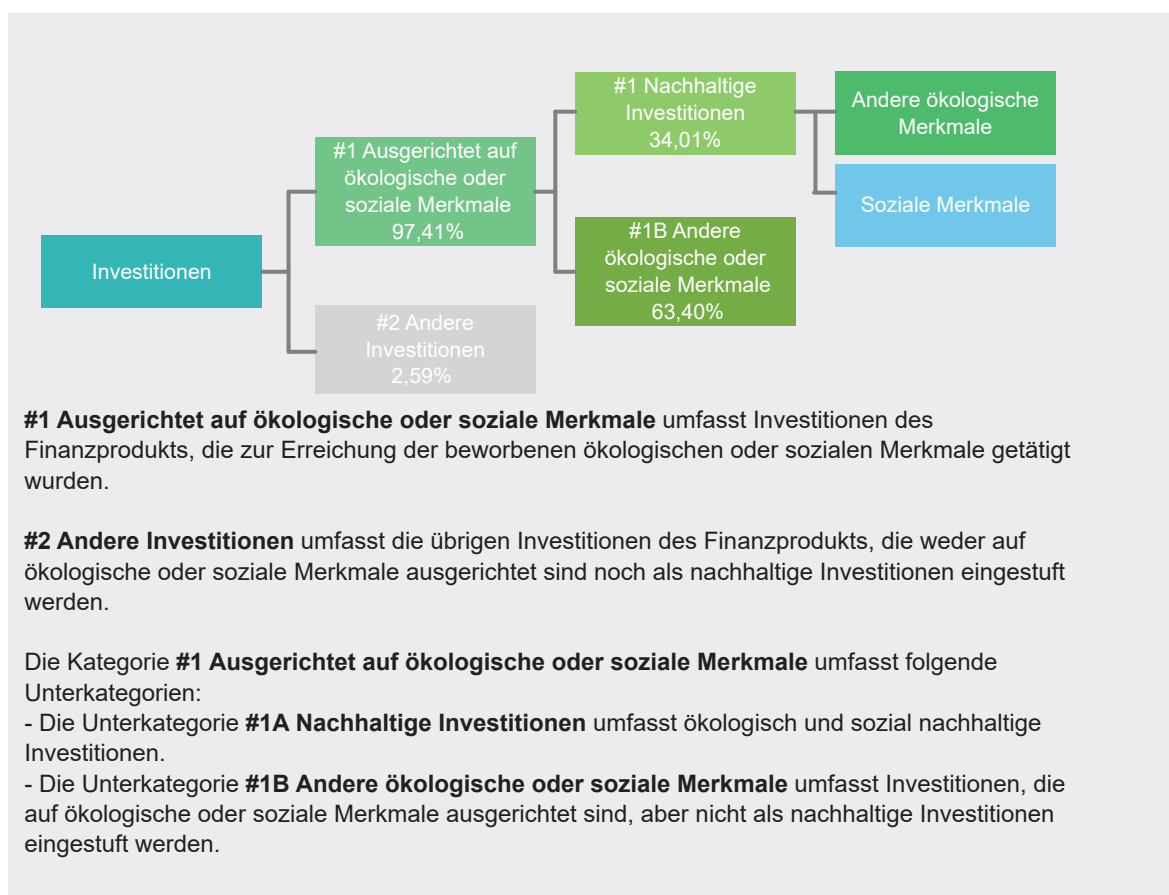 #1 Nachhaltige
Investitionen
34,01%
Andere ökologische
Merkmale
#1 Ausgerichtet auf
ökologische oder
soziale Merkmale
97,41%
Soziale Merkmale
#1B Andere
ökologische oder
soziale Merkmale
63,40%
Investitionen
#2 Andere
Investitionen
2,59%
#1 Ausgerichtet auf ökologische oder soziale Merkmale umfasst Investitionen des
Finanzprodukts, die zur Erreichung der beworbenen ökologischen oder sozialen Merkmale getätigt
wurden.
#2 Andere Investitionen umfasst die übrigen Investitionen des Finanzprodukts, die weder auf
ökologische oder soziale Merkmale ausgerichtet sind noch als nachhaltige Investitionen eingestuft
werden.
Die Kategorie #1 Ausgerichtet auf ökologische oder soziale Merkmale umfasst folgende
Unterkategorien:
- Die Unterkategorie #1A Nachhaltige Investitionen umfasst ökologisch und sozial nachhaltige
Investitionen.
- Die Unterkategorie #1B Andere ökologische oder soziale Merkmale umfasst Investitionen, die
auf ökologische oder soziale Merkmale ausgerichtet sind, aber nicht als nachhaltige Investitionen
eingestuft werden.